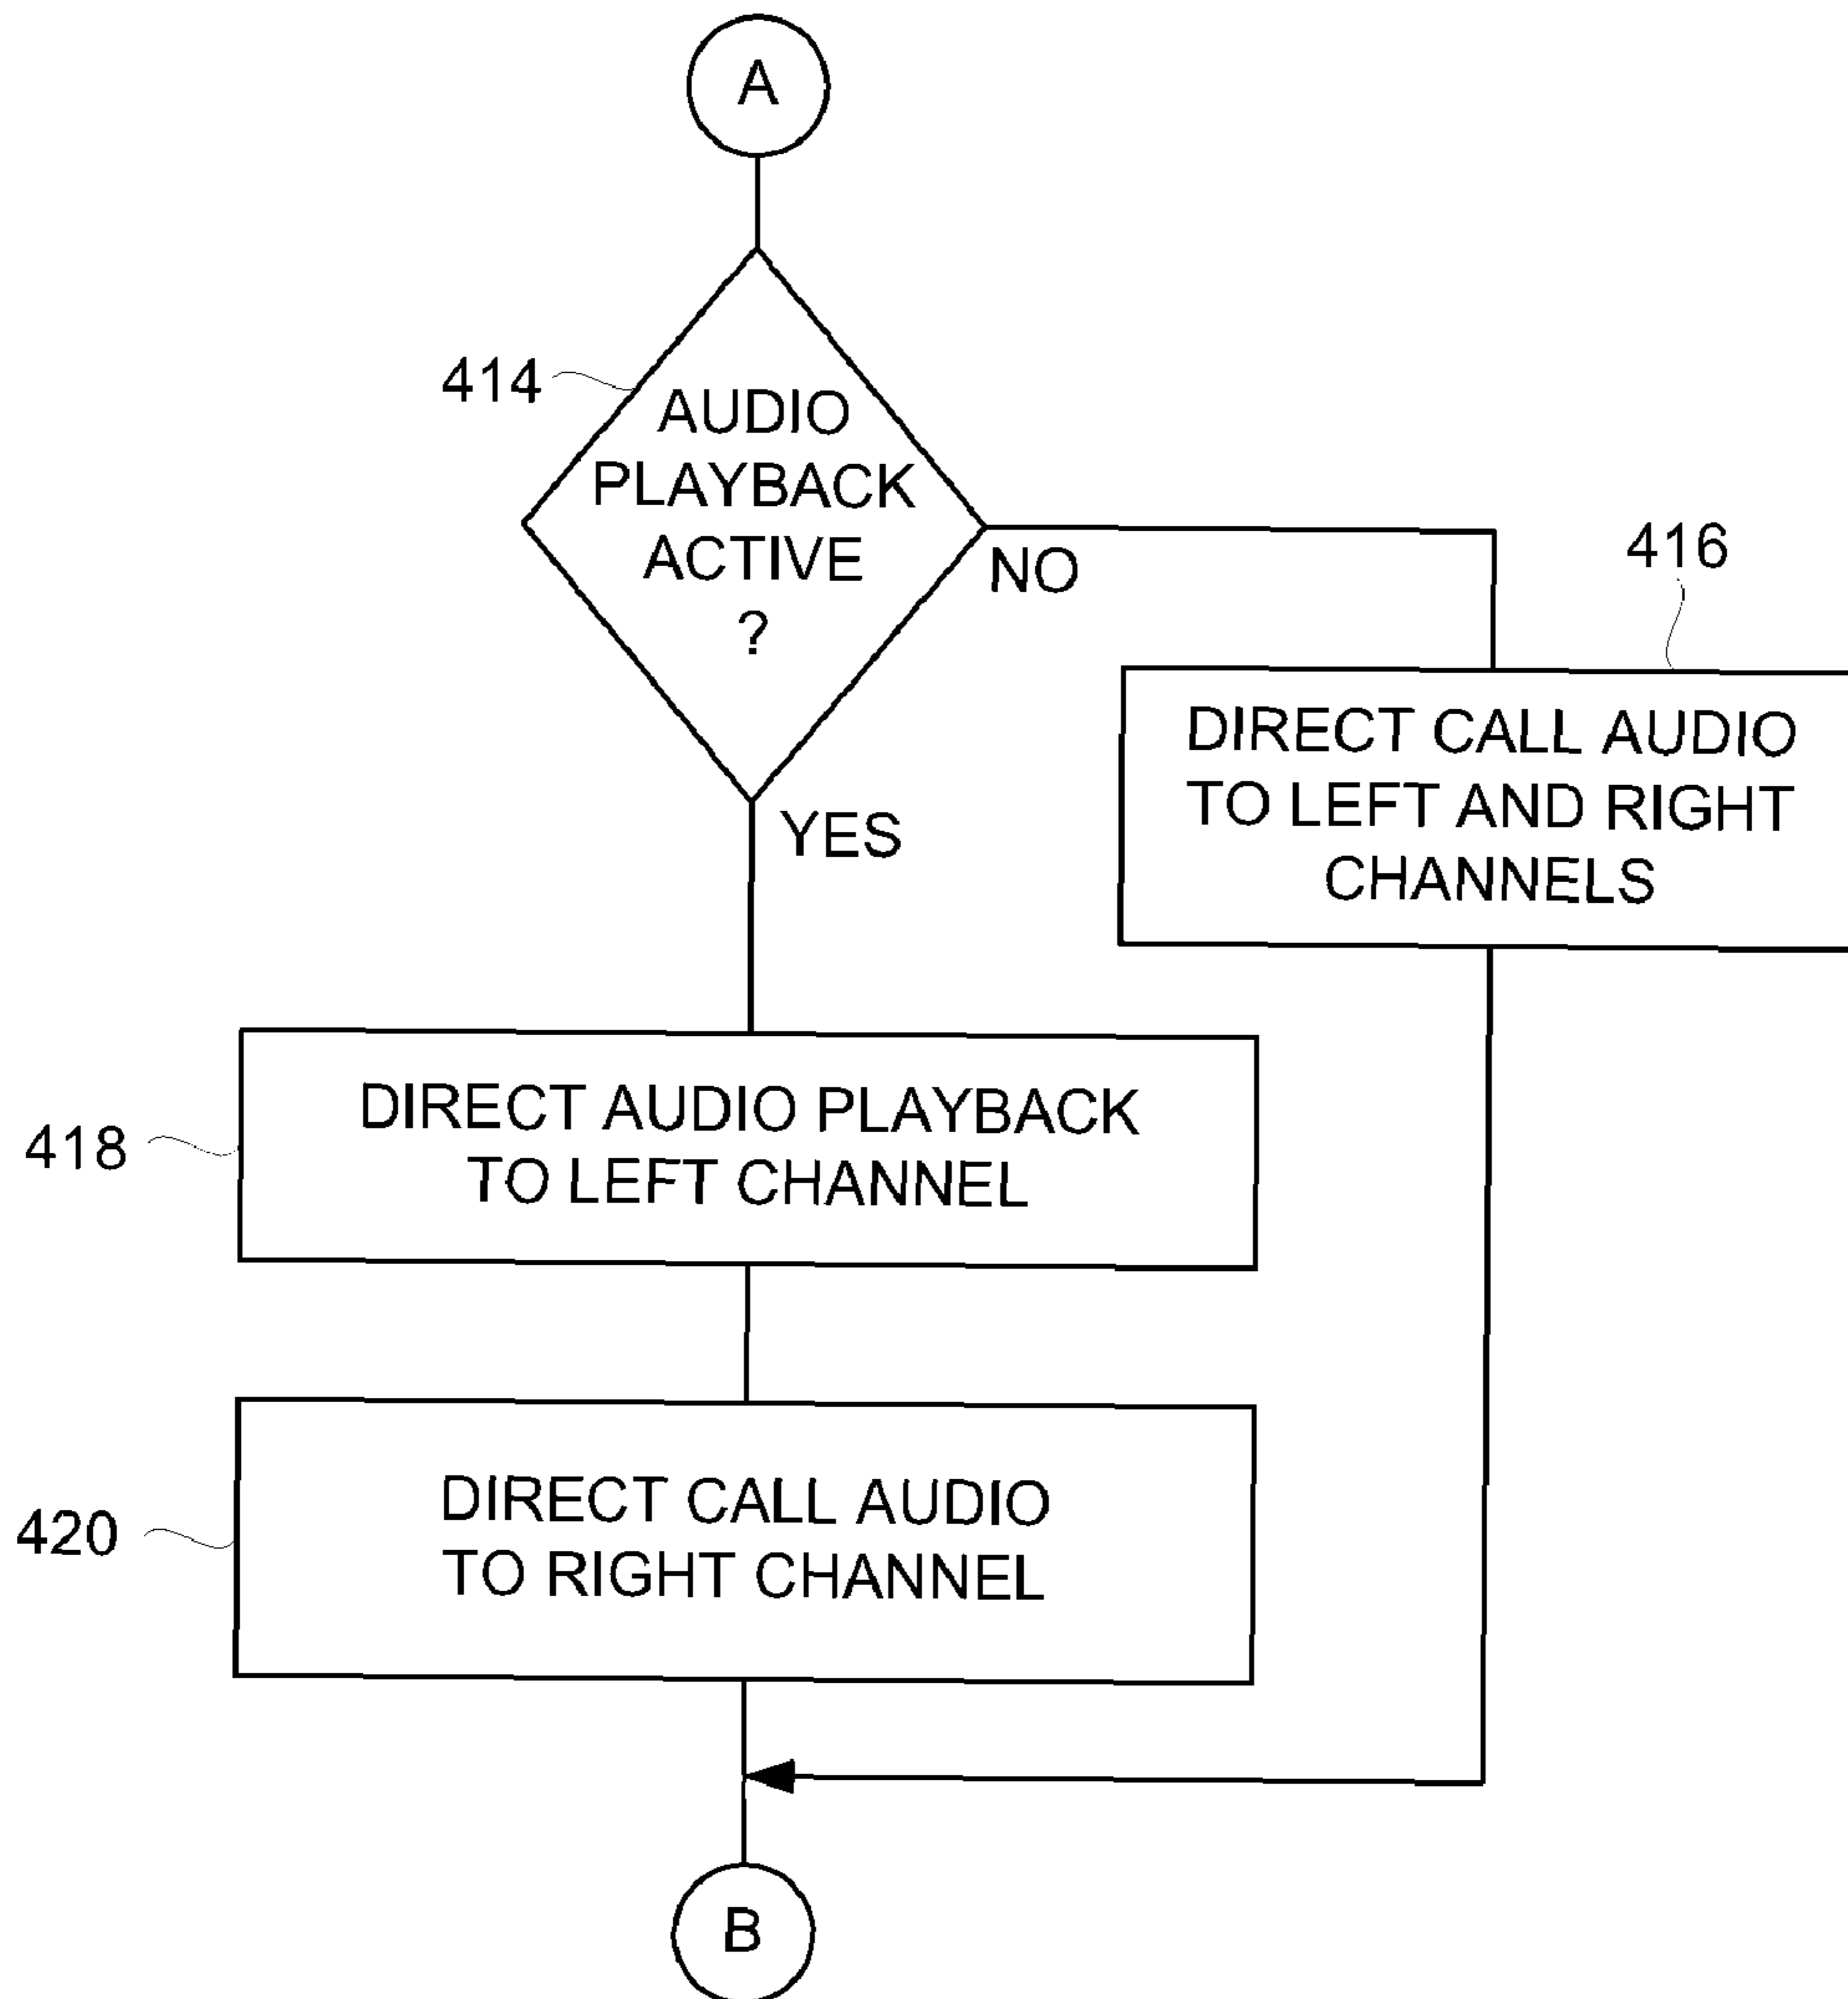 A
414
AUDIO
PLAYBACK
ACTIVE
?
NO
416
DIRECT CALL AUDIO
TO LEFT AND RIGHT
CHANNELS
YES
418
DIRECT AUDIO PLAYBACK
TO LEFT CHANNEL
420
DIRECT CALL AUDIO
TO RIGHT CHANNEL
B